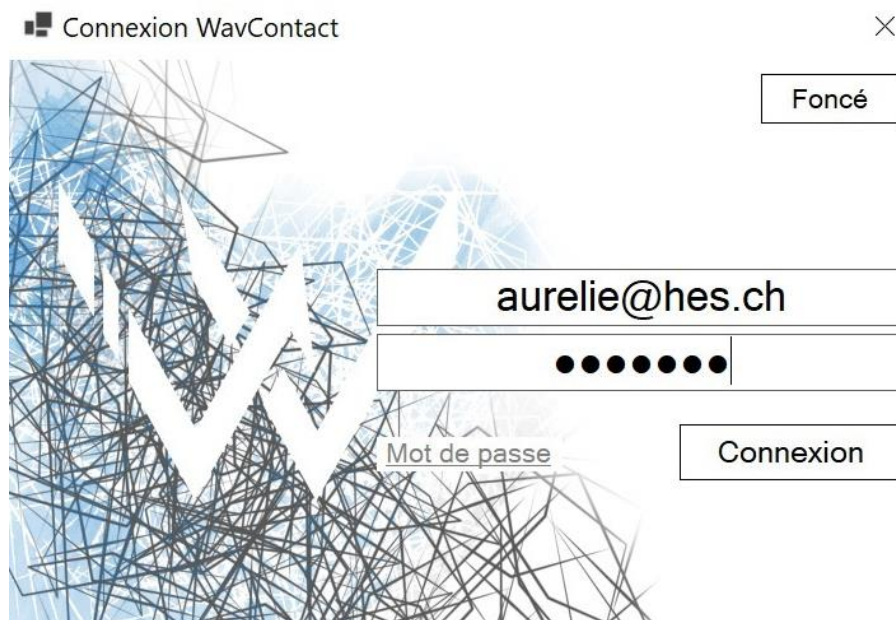 Connexion WavContact
Foncé
aurelie@hes.ch
●●●●●●●
Mot de passe
Connexion